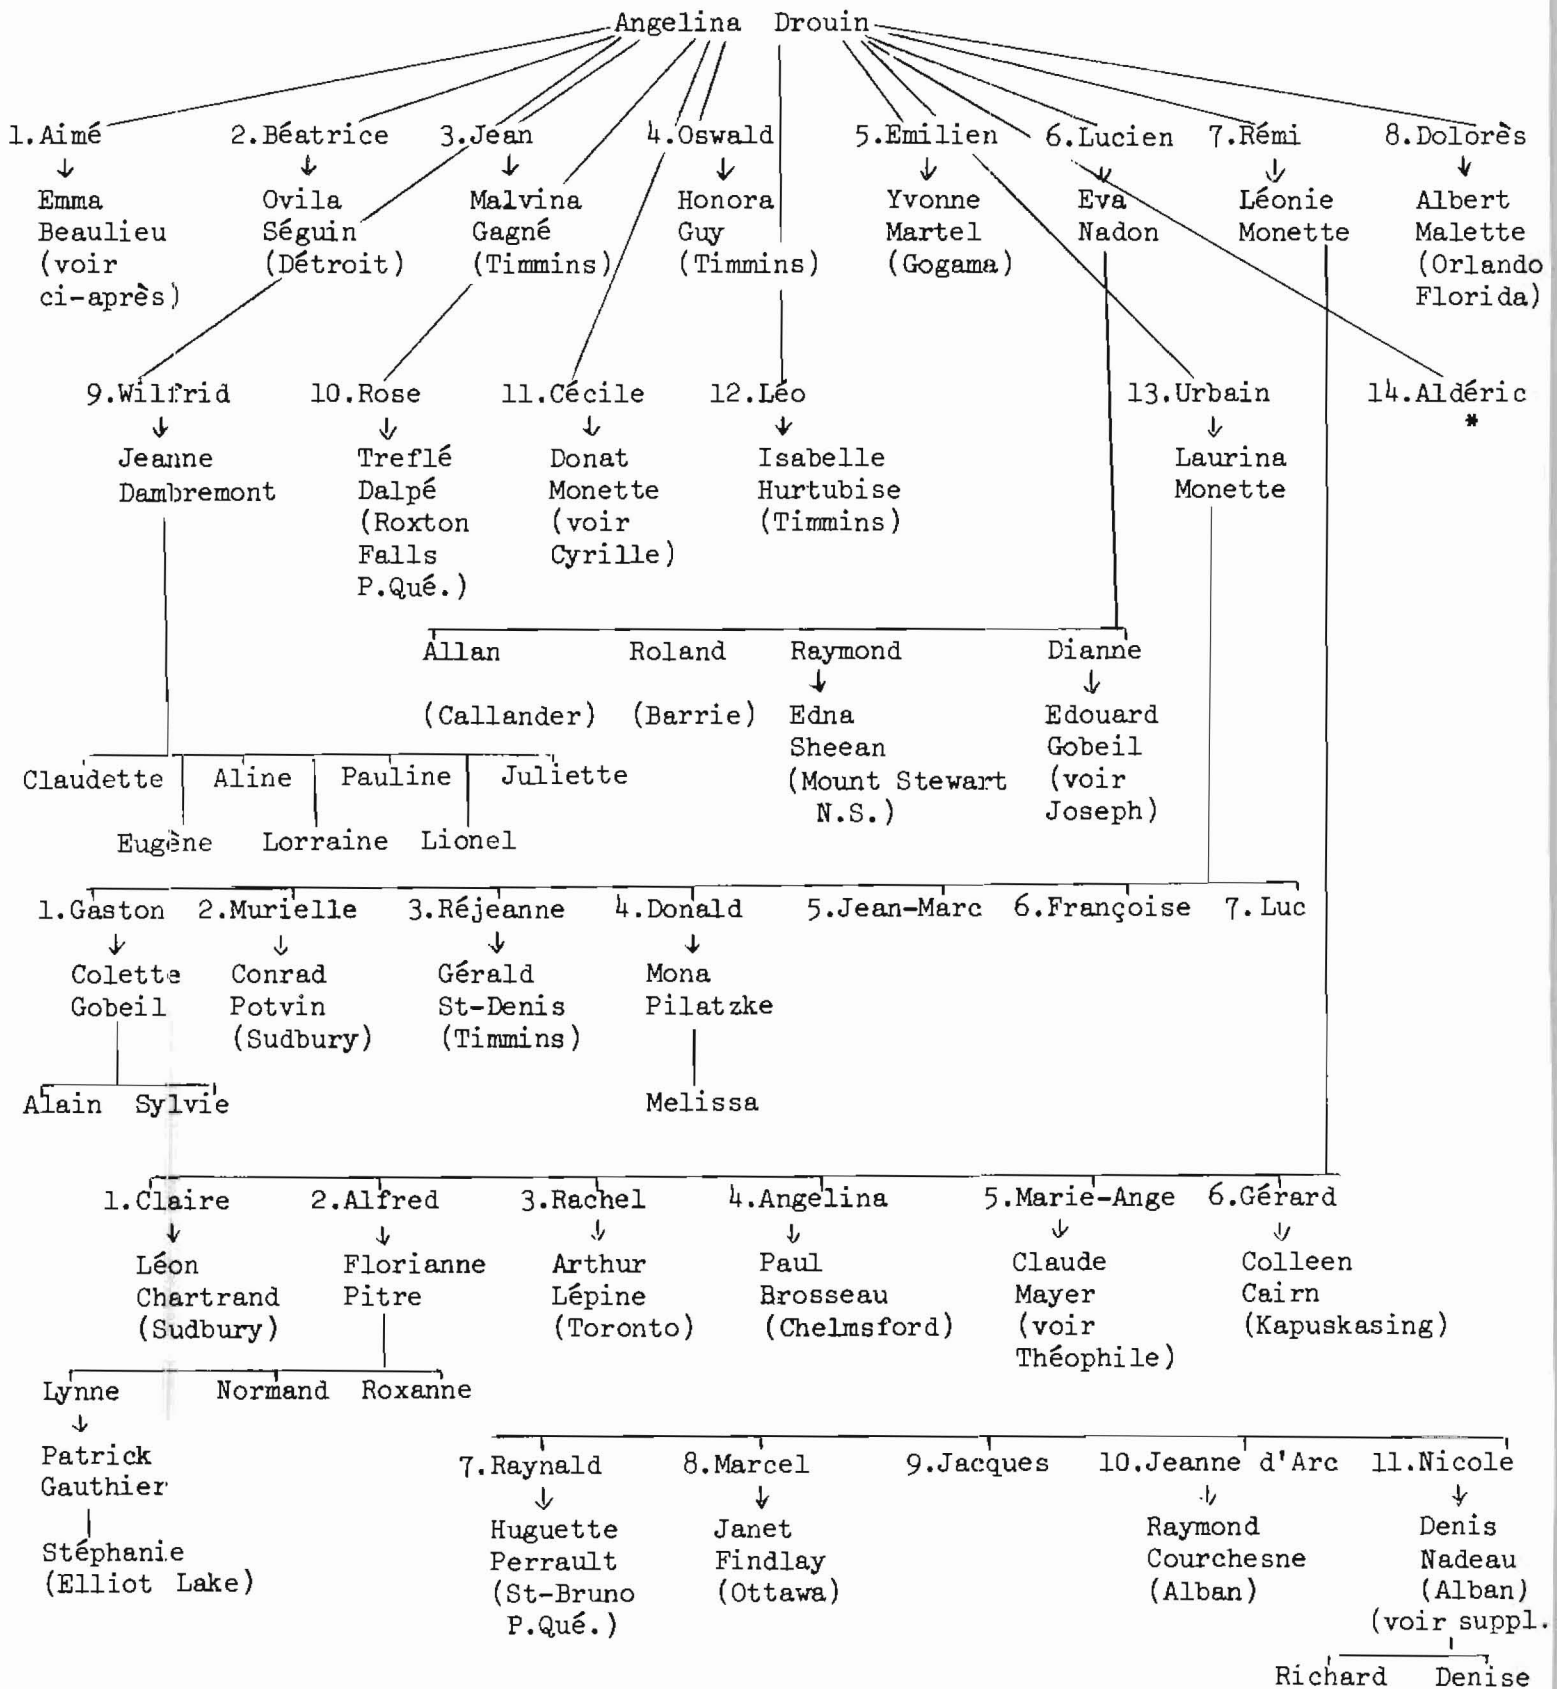 Angelina Drouin
1.Aimé 2.Béatrice 3.Jean 4.Oswald 5.Emilien 6.Lucien 7.Rémi 8.Dolorès
Emma Ovila Malvina Honora Yvonne Eva Léonie Albert
Beaulieu Séguin Gagné Guy Martel Nadon Monette Malette
(voir (Détroit) (Timmins) (Timmins) (Gogama) (Orlando
ci-après) Florida)
9.Wilfrid 10.Rose 11.Cécile 12.Léo 13.Urbain 14.Aldéric
*
Jeanne Treflé Donat Isabelle Laurina
Dambremont Dalpé Monette Hurtubise Monette
(Roxton (voir (Timmins)
Falls Cyrille)
P.Qué.)
Allan Roland Raymond Dianne
(Callander) (Barrie) Edna Edouard
Sheean Gobeil
Claudette Aline Pauline Juliette (Mount Stewart (voir
N.S.) Joseph)
Eugène Lorraine Lionel
1.Gaston 2.Murielle 3.Réjeanne 4.Donald 5.Jean-Marc 6.Françoise 7.Luc
Colette Conrad Gérald Mona
Gobeil Potvin St-Denis Pilatzke
(Sudbury) (Timmins)
Alain Sylvie Melissa
1.Claire 2.Alfred 3.Rachel 4.Angelina 5.Marie-Ange 6.Gérard
Léon Florianne Arthur Paul Claude Colleen
Chartrand Pitre Lépine Brosseau Mayer Cairn
(Sudbury) (Toronto) (Chelmsford) (voir (Kapuskasing)
Théophile)
Lynne Normand Roxanne
Patrick 7.Raynald 8.Marcel 9.Jacques 10.Jeanne d'Arc 11.Nicole
Gauthier
Huguette Janet Raymond Denis
Stéphanie Perrault Findlay Courchesne Nadeau
(Elliot Lake) (St-Bruno (Ottawa) (Alban) (Alban)
P.Qué.) (voir suppl.
Richard Denise